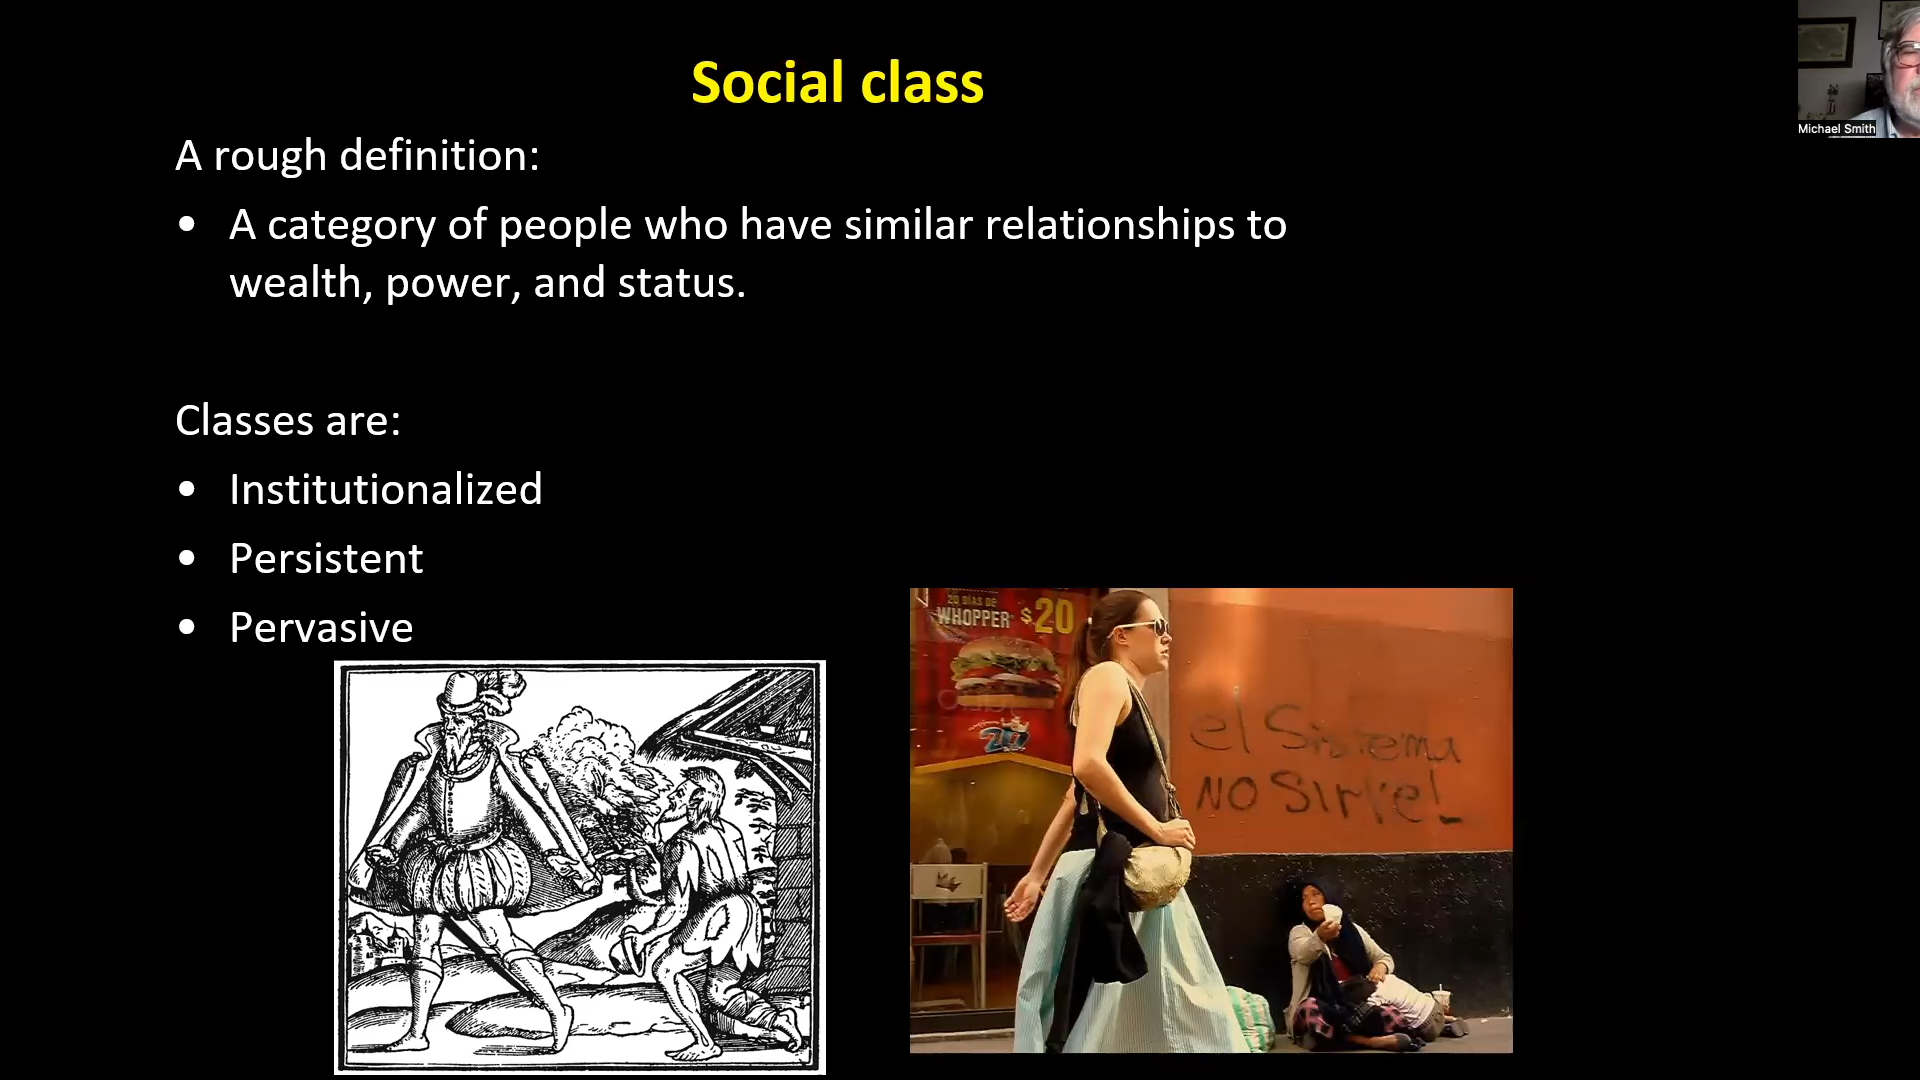 Social class
Michael Smith
A rough definition:
• A category of people who have similar relationships to
wealth, power, and status.
Classes are:
• Institutionalized
• Persistent
• Pervasive
20 DÍAS DE
WHOPPER $20
el Sistema
NO Sirve!